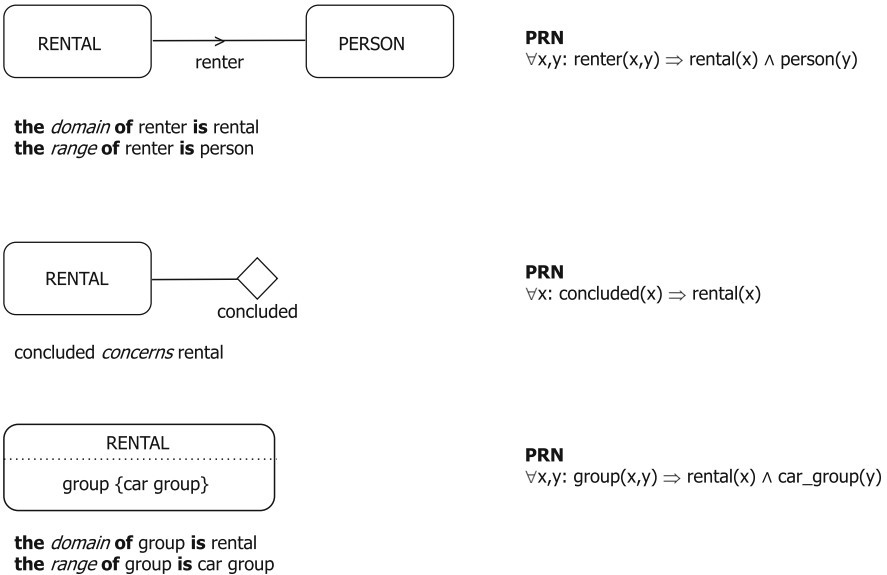 RENTAL
renter
PERSON
PRN
∀x,y: renter(x,y) ⇒ rental(x) ∧ person(y)
the domain of renter is rental
the range of renter is person
RENTAL
concluded
PRN
∀x: concluded(x) ⇒ rental(x)
concluded concerns rental
RENTAL
group {car group}
PRN
∀x,y: group(x,y) ⇒ rental(x) ∧ car_group(y)
the domain of group is rental
the range of group is car group